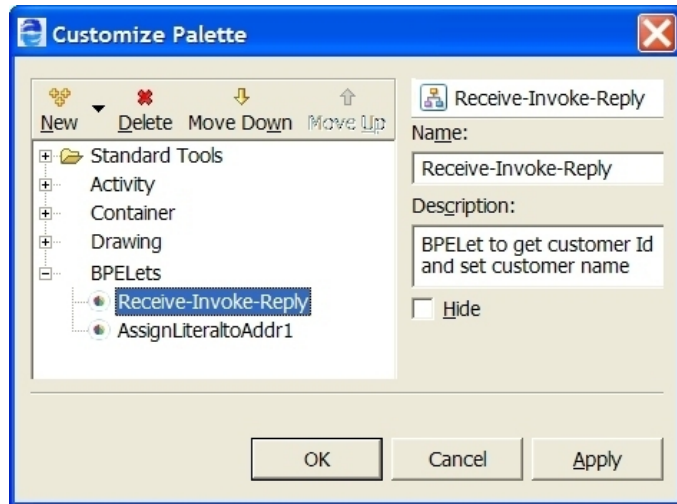 Customize Palette
New Delete Move Down Move Up
Standard Tools
Activity
Container
Drawing
BPELets
Receive-Invoke-Reply
AssignLiteraltoAddr1
Receive-Invoke-Reply
Name:
Receive-Invoke-Reply
Description:
BPELet to get customer Id
and set customer name
Hide
OK Cancel Apply